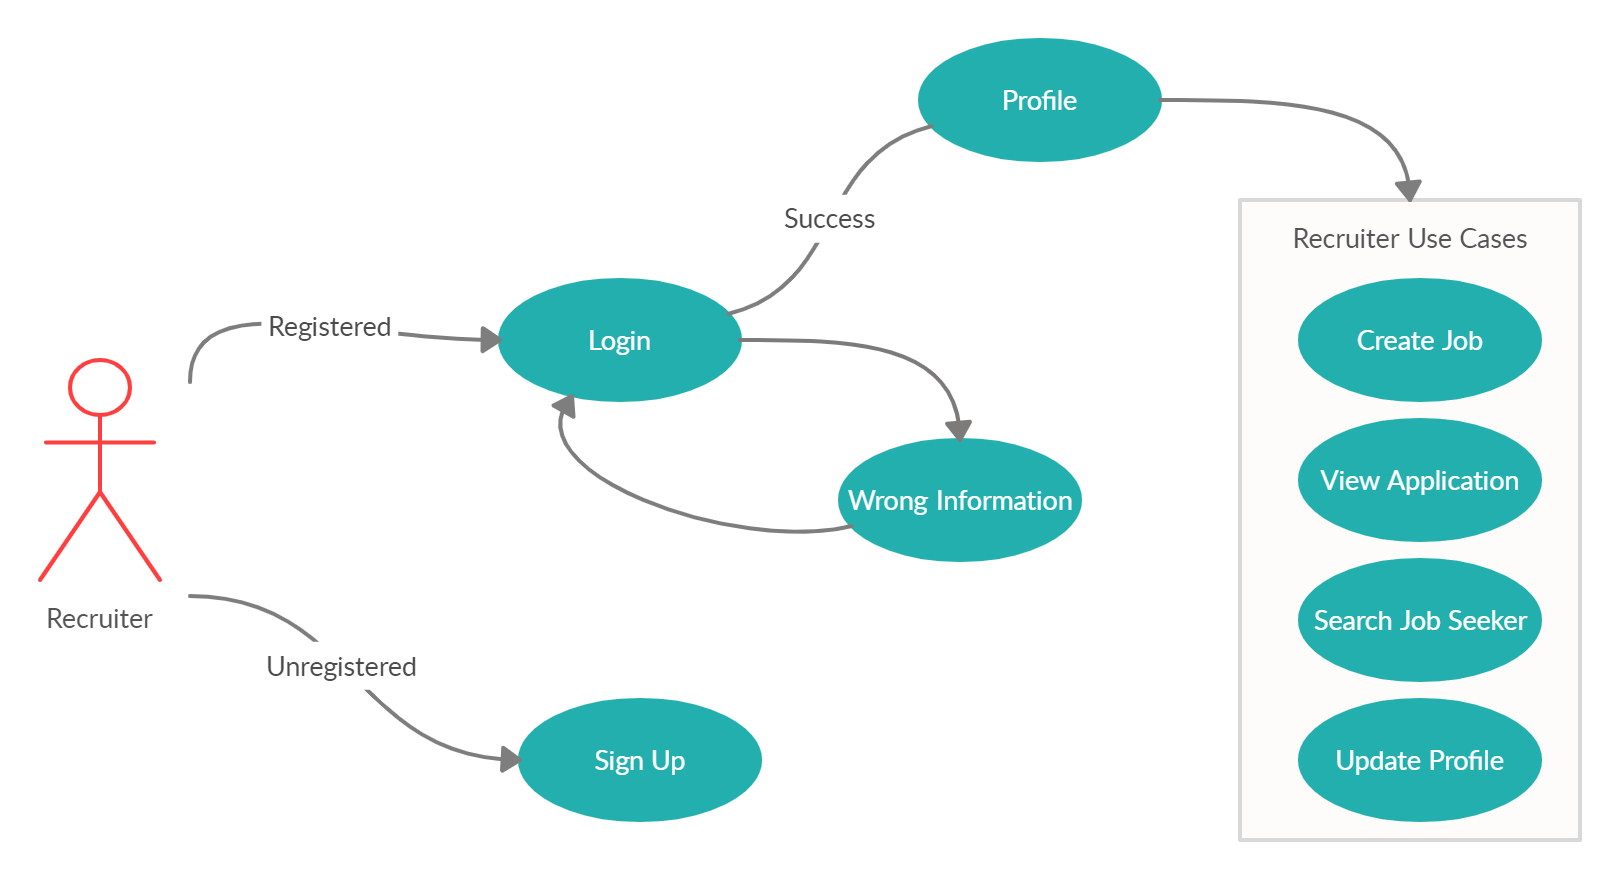 Profile
Success
Recruiter Use Cases
Registered
Login
Create Job
View Application
Wrong Information
Recruiter
Search Job Seeker
Unregistered
Sign Up
Update Profile